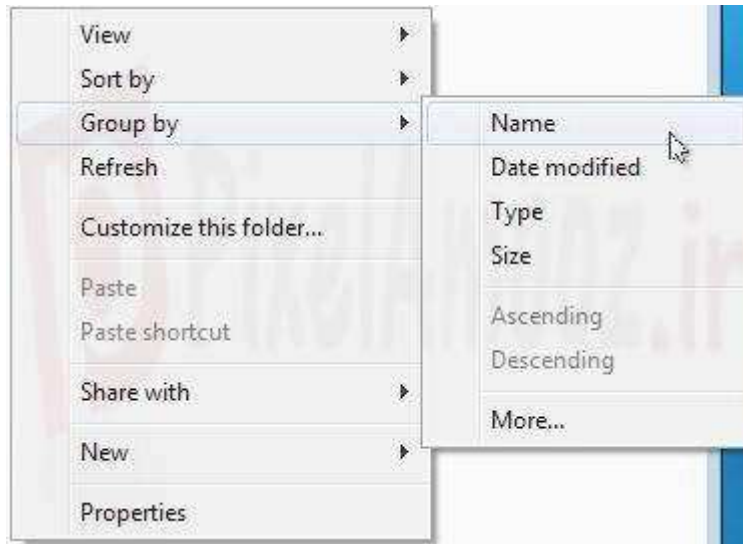 View
Sort by
Group by
Refresh
Customize this folder...
Paste
Paste shortcut
Share with
New
Properties
Name
Date modified
Type
Size
Ascending
Descending
More...